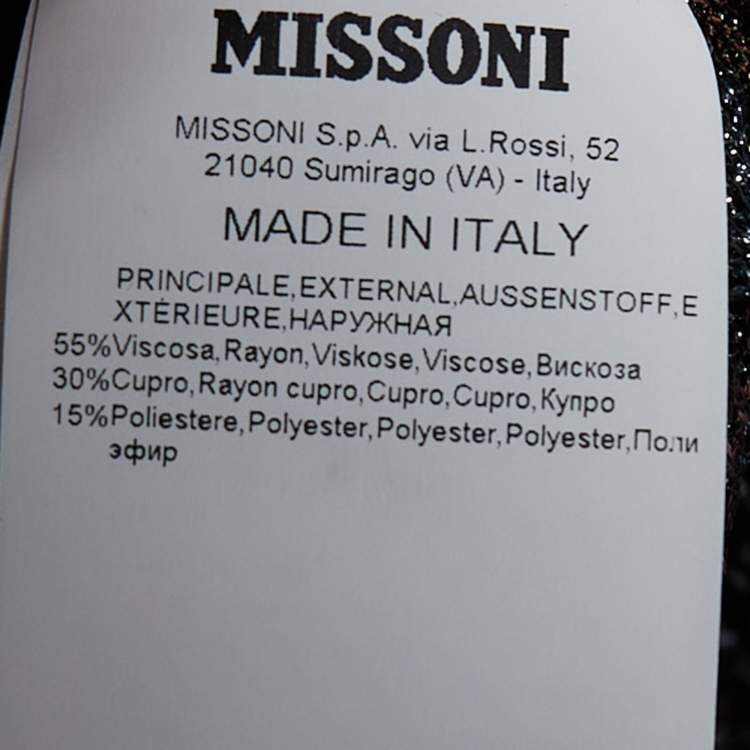 MISSONI
MISSONI S.p.A. via L.Rossi, 52
21040 Sumirago (VA) - Italy
MADE IN ITALY
PRINCIPALE,EXTERNAL,AUSSENSTOFF,E
XTÉRIEURE,НАРУЖНАЯ
55%Viscosa,Rayon,Viskose,Viscose,Вискоза
30%Cupro,Rayon cupro,Cupro,Cupro,Купро
15%Poliestere,Polyester,Polyester,Polyester,Поли
эфир